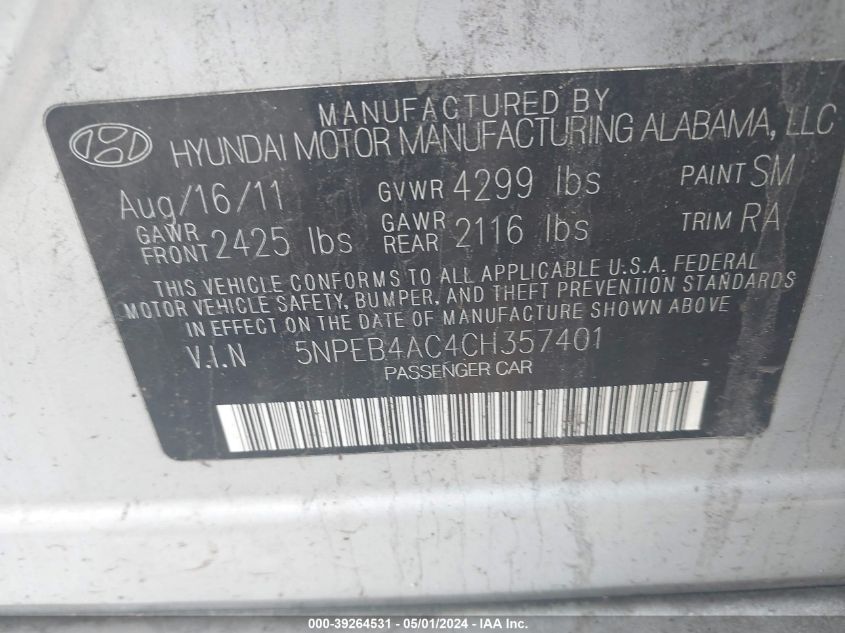 MANUFACTURED BY
HYUNDAI MOTOR MANUFACTURING ALABAMA, LLC
Aug/16/11 GVWR 4299 lbs PAINT SM
GAWR FRONT 2425 lbs GAWR REAR 2116 lbs TRIM RA
THIS VEHICLE CONFORMS TO ALL APPLICABLE U.S.A. FEDERAL
MOTOR VEHICLE SAFETY, BUMPER, AND THEFT PREVENTION STANDARDS
IN EFFECT ON THE DATE OF MANUFACTURE SHOWN ABOVE
V.I.N 5NPEB4AC4CH357401
PASSENGER CAR
000-39264531 - 05/01/2024 - IAA Inc.